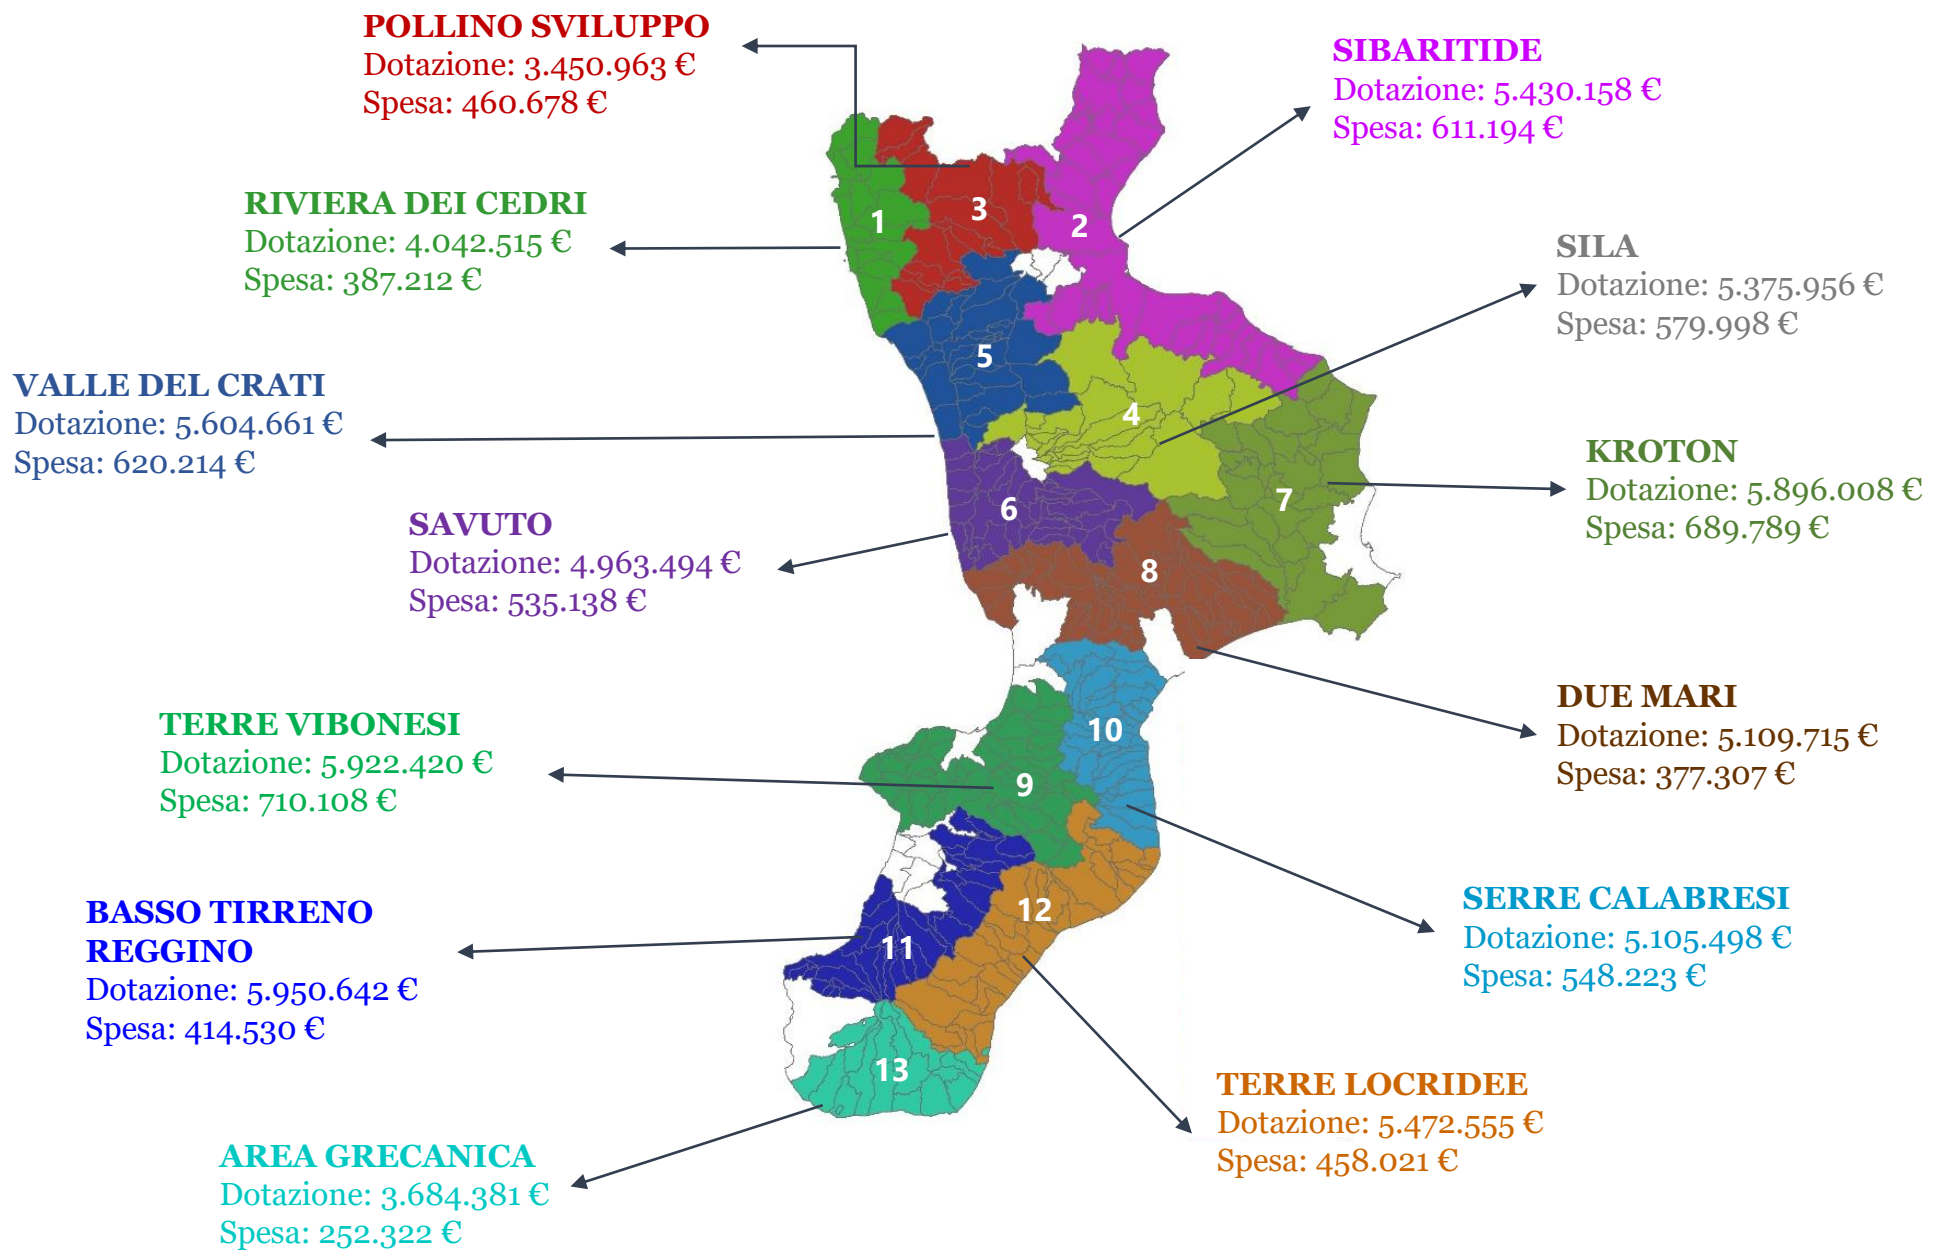 POLLINO SVILUPPO
Dotazione: 3.450.963 €
Spesa: 460.678 €
SIBARITIDE
Dotazione: 5.430.158 €
Spesa: 611.194 €
RIVIERA DEI CEDRI
Dotazione: 4.042.515 €
Spesa: 387.212 €
SILA
Dotazione: 5.375.956 €
Spesa: 579.998 €
VALLE DEL CRATI
Dotazione: 5.604.661 €
Spesa: 620.214 €
KROTON
Dotazione: 5.896.008 €
Spesa: 689.789 €
SAVUTO
Dotazione: 4.963.494 €
Spesa: 535.138 €
DUE MARI
Dotazione: 5.109.715 €
Spesa: 377.307 €
TERRE VIBONESI
Dotazione: 5.922.420 €
Spesa: 710.108 €
SERRE CALABRESI
Dotazione: 5.105.498 €
Spesa: 548.223 €
BASSO TIRRENO
REGGINO
Dotazione: 5.950.642 €
Spesa: 414.530 €
TERRE LOCRIDEE
Dotazione: 5.472.555 €
Spesa: 458.021 €
AREA GRECANICA
Dotazione: 3.684.381 €
Spesa: 252.322 €
1
3
2
5
4
6
7
8
10
9
12
11
13